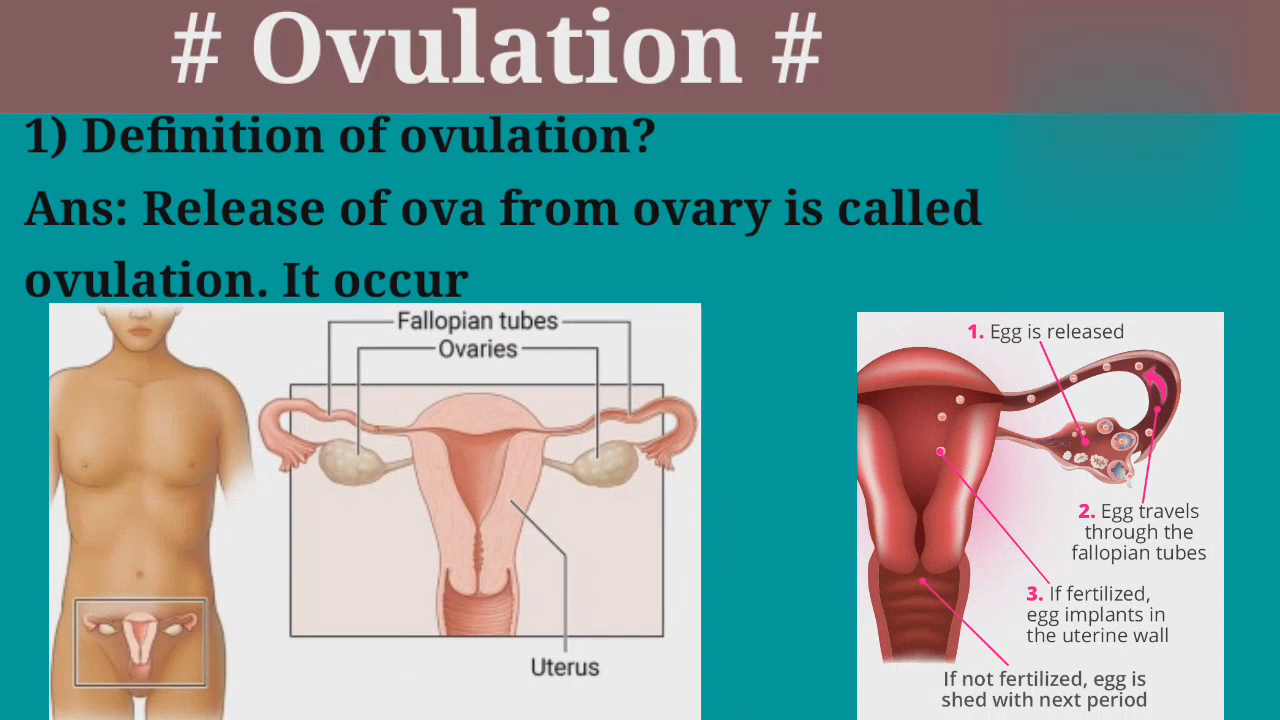 # Ovulation #
1) Definition of ovulation?
Ans: Release of ova from ovary is called
ovulation. It occur
Fallopian tubes
Ovaries
Uterus
1. Egg is released
2. Egg travels
through the
fallopian tubes
3. If fertilized,
egg implants in
the uterine wall
If not fertilized, egg is
shed with next period